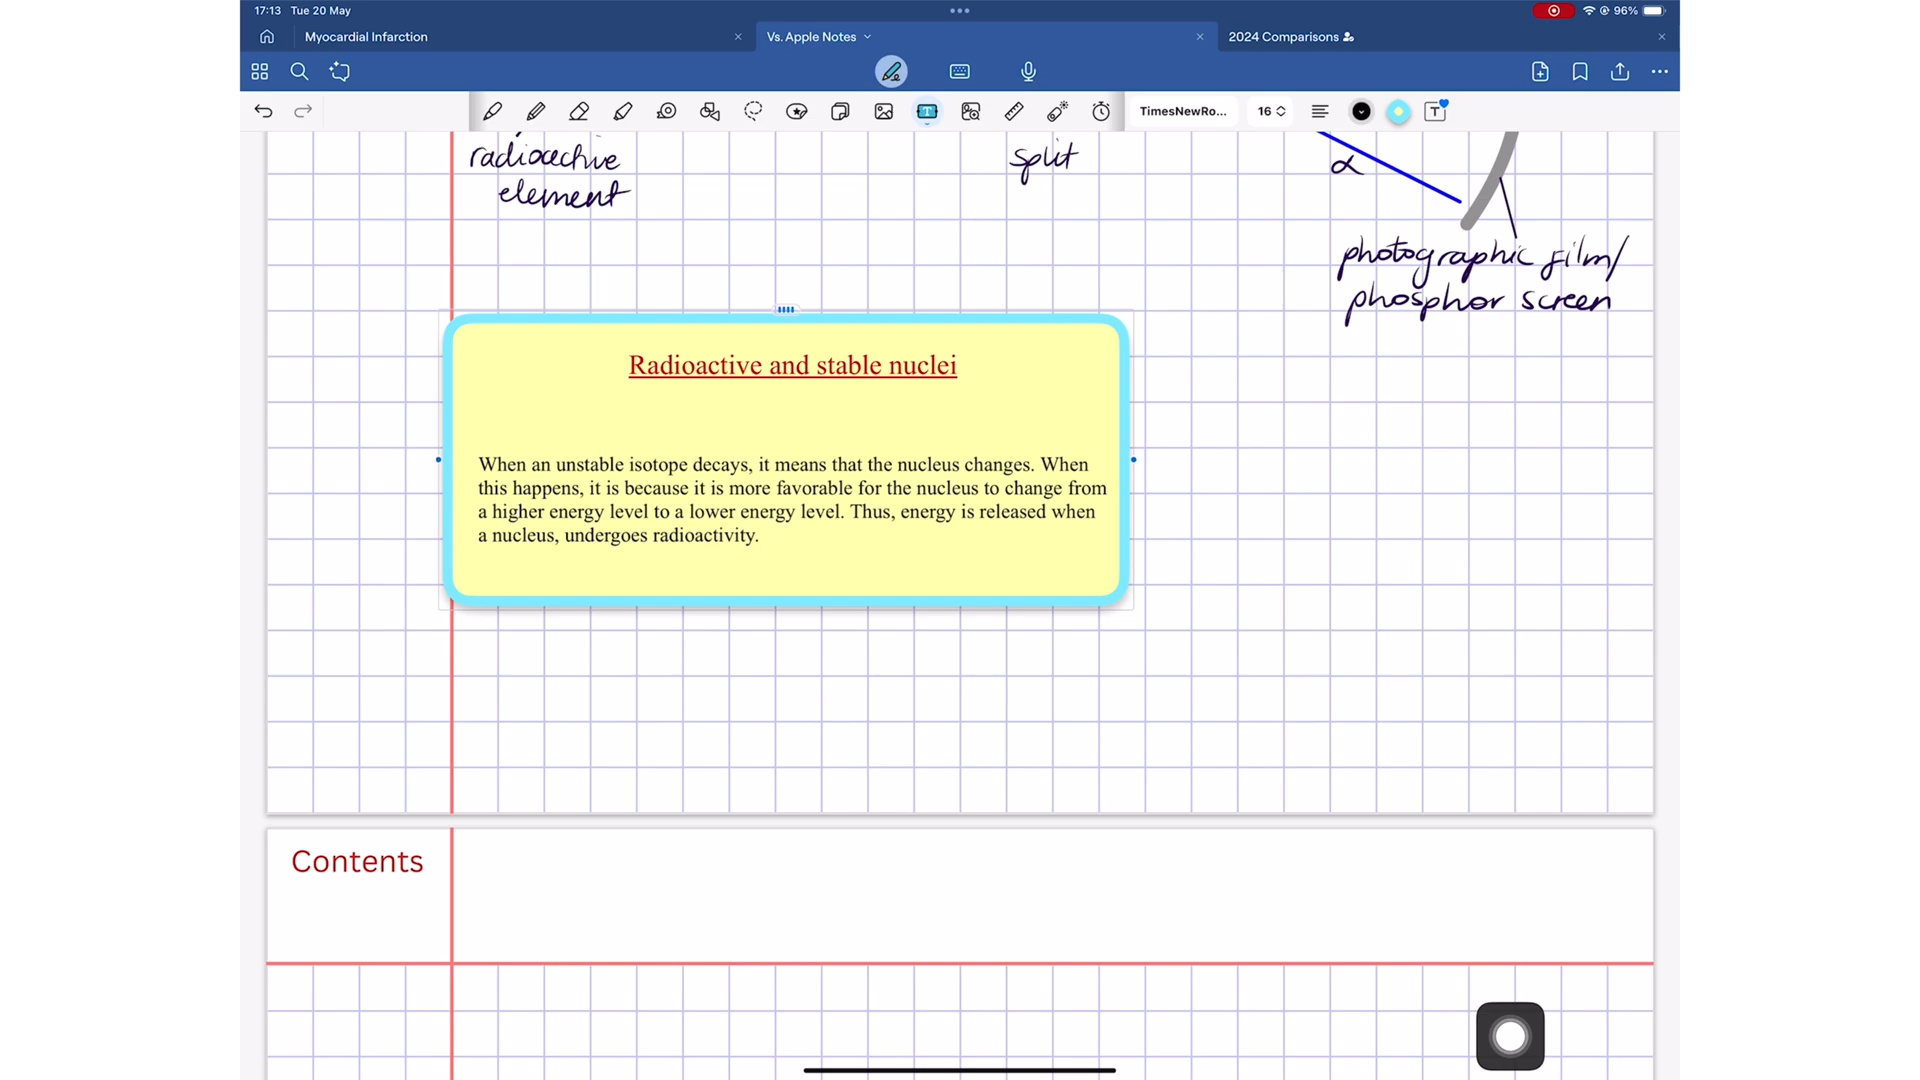 17:13 Tue 20 May
96%
Myocardial Infarction
Vs. Apple Notes
2024 Comparisons
TimesNewRo...
16
T
radioactive
element
split
α
photographic film/
phosphor screen
Radioactive and stable nuclei
When an unstable isotope decays, it means that the nucleus changes. When
this happens, it is because it is more favorable for the nucleus to change from
a higher energy level to a lower energy level. Thus, energy is released when
a nucleus, undergoes radioactivity.
Contents